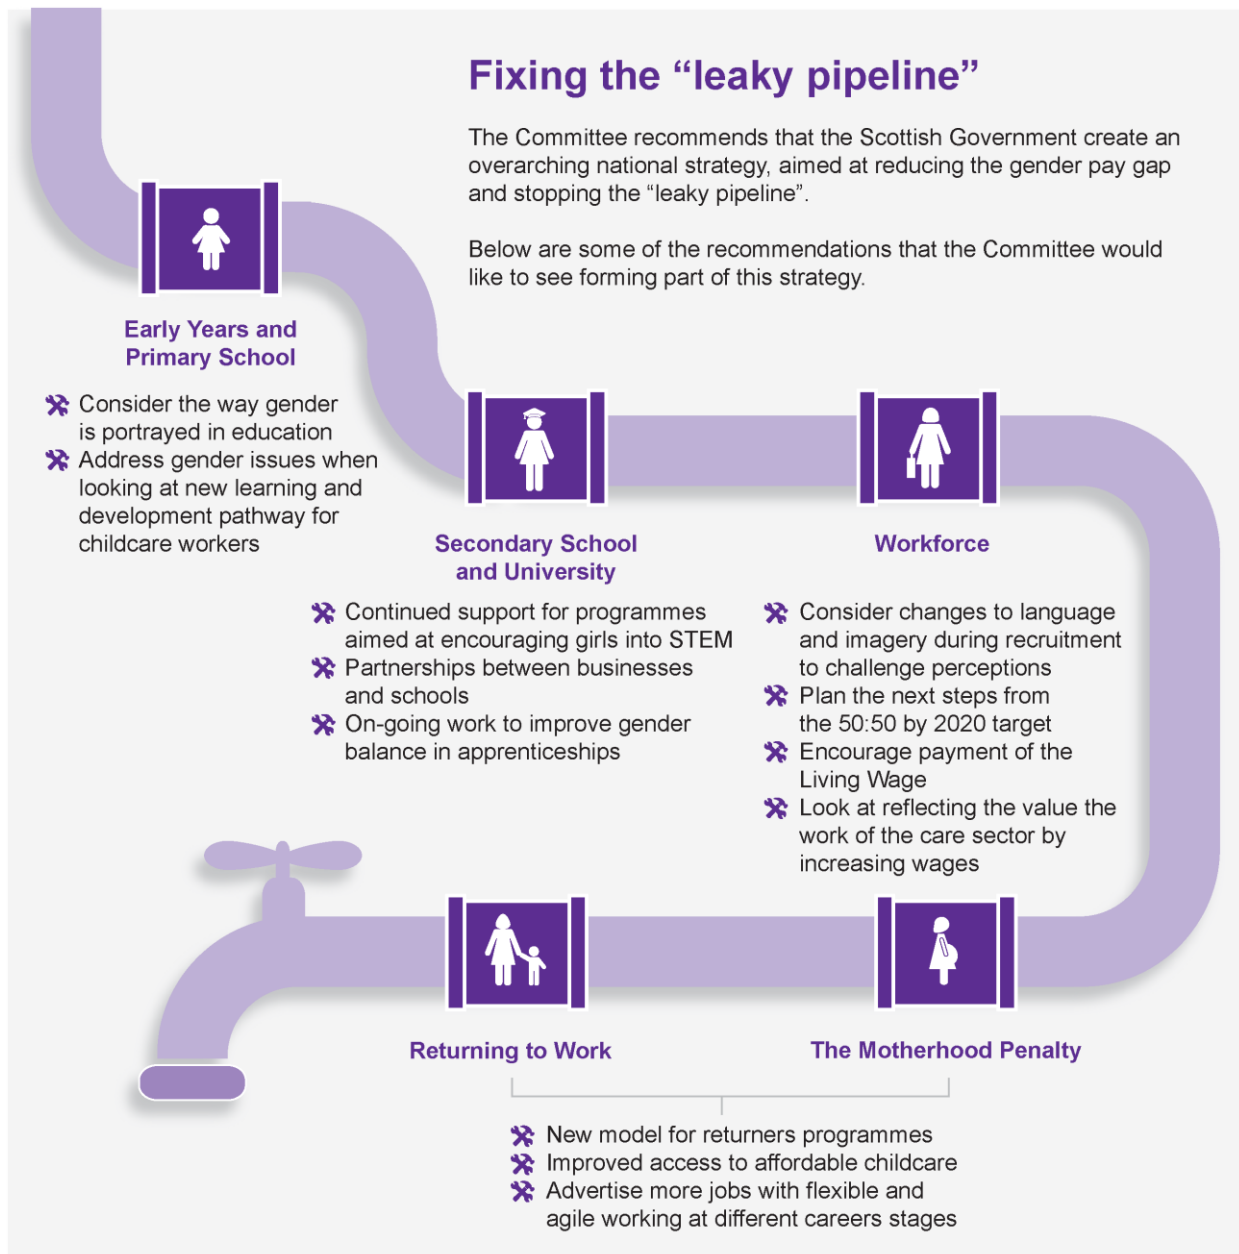 Fixing the “leaky pipeline”
The Committee recommends that the Scottish Government create an
overarching national strategy, aimed at reducing the gender pay gap
and stopping the “leaky pipeline”.
Below are some of the recommendations that the Committee would
like to see forming part of this strategy.
Early Years and
Primary School
Consider the way gender
is portrayed in education
Address gender issues when
looking at new learning and
development pathway for
childcare workers
Secondary School
and University
Continued support for programmes
aimed at encouraging girls into STEM
Partnerships between businesses
and schools
On-going work to improve gender
balance in apprenticeships
Workforce
Consider changes to language
and imagery during recruitment
to challenge perceptions
Plan the next steps from
the 50:50 by 2020 target
Encourage payment of the
Living Wage
Look at reflecting the value the
work of the care sector by
increasing wages
Returning to Work
The Motherhood Penalty
New model for returners programmes
Improved access to affordable childcare
Advertise more jobs with flexible and
agile working at different careers stages